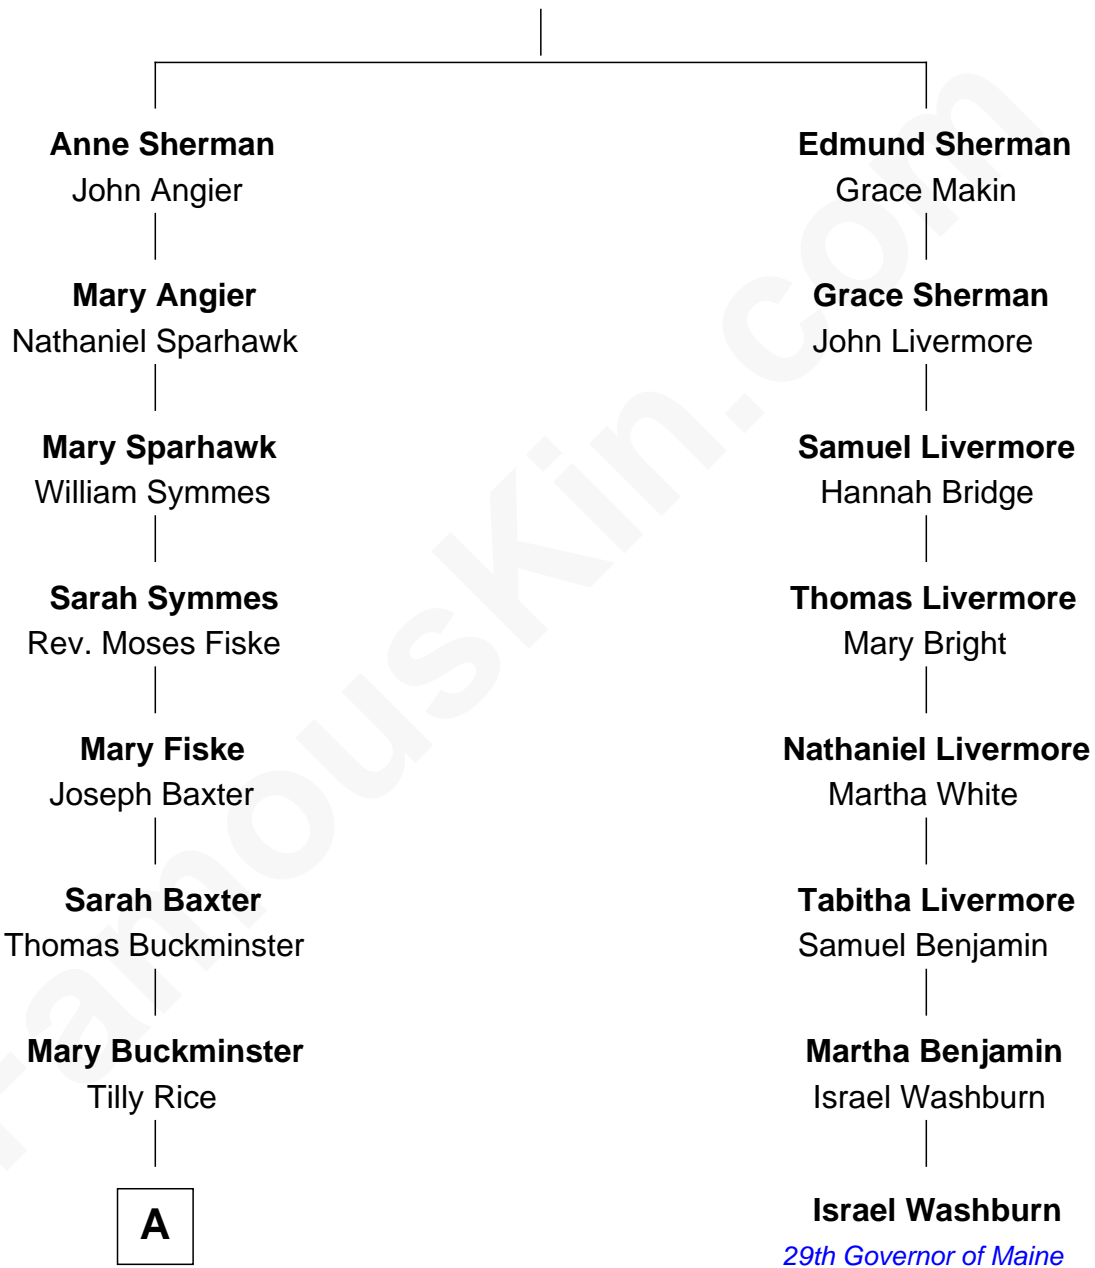 Anne Sherman
John Angier
Mary Angier
Nathaniel Sparhawk
Mary Sparhawk
William Symmes
Sarah Symmes
Rev. Moses Fiske
Mary Fiske
Joseph Baxter
Sarah Baxter
Thomas Buckminster
Mary Buckminster
Tilly Rice
A
Edmund Sherman
Grace Makin
Grace Sherman
John Livermore
Samuel Livermore
Hannah Bridge
Thomas Livermore
Mary Bright
Nathaniel Livermore
Martha White
Tabitha Livermore
Samuel Benjamin
Martha Benjamin
Israel Washburn
Israel Washburn
29th Governor of Maine
FamousKin.com